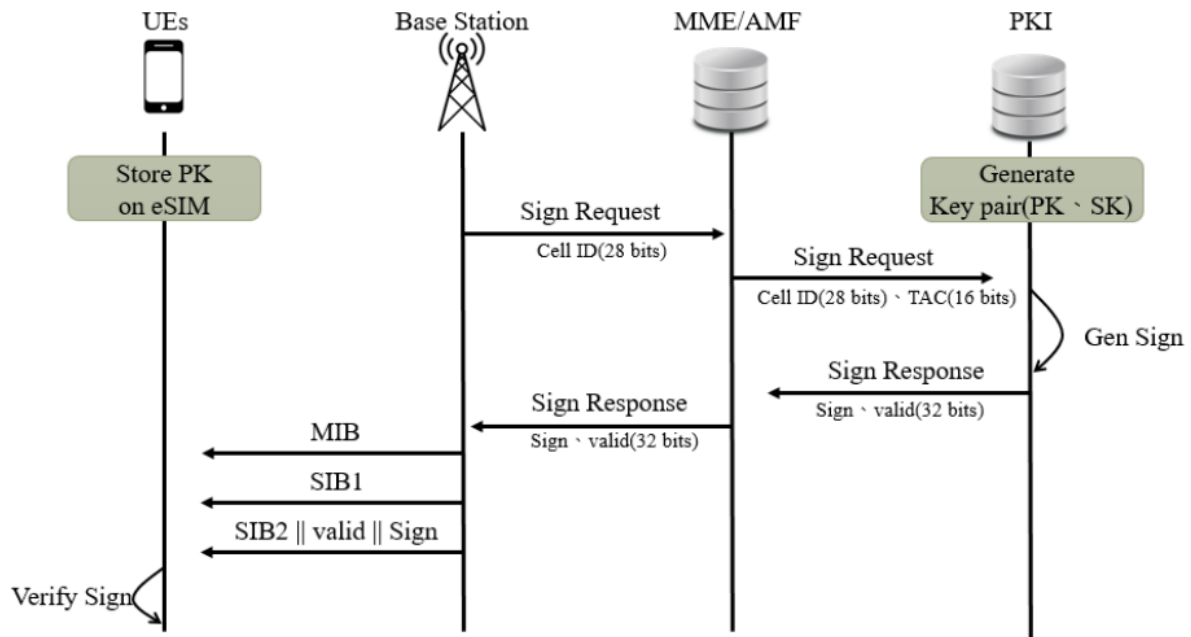 UEs
Base Station
MME/AMF
PKI
Store PK
on eSIM
Generate
Key pair(PK、SK)
Sign Request
Cell ID(28 bits)
Sign Request
Cell ID(28 bits)、TAC(16 bits)
Gen Sign
Sign Response
Sign、valid(32 bits)
Sign Response
Sign、valid(32 bits)
MIB
SIB1
SIB2 || valid || Sign
Verify Sign